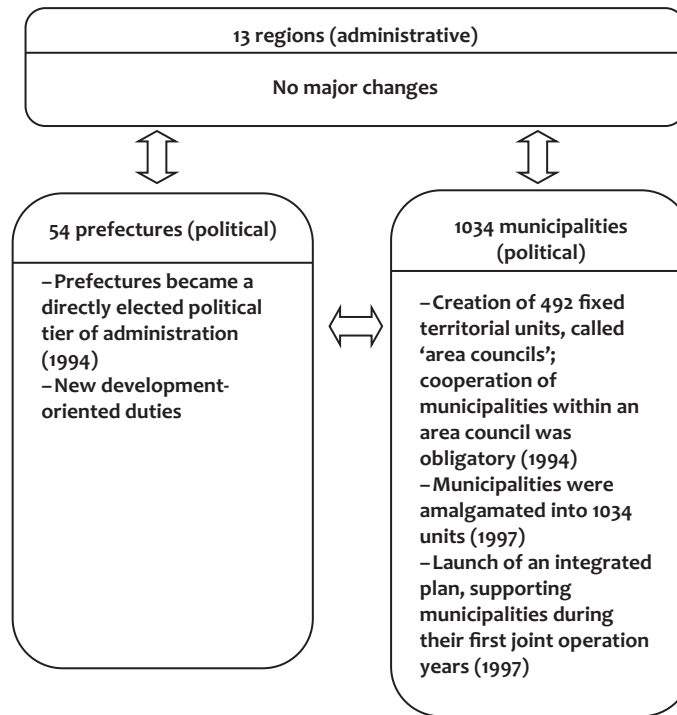 13 regions (administrative)
No major changes
54 prefectures (political)
–Prefectures became a
directly elected political
tier of administration
(1994)
–New development-
oriented duties
1034 municipalities
(political)
–Creation of 492 fixed
territorial units, called
‘area councils’;
cooperation of
municipalities within an
area council was
obligatory (1994)
–Municipalities were
amalgamated into 1034
units (1997)
–Launch of an integrated
plan, supporting
municipalities during
their first joint operation
years (1997)